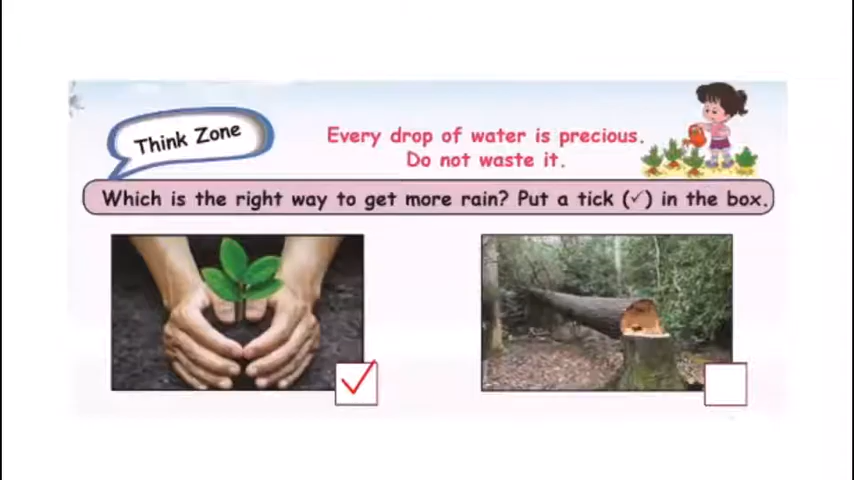 Think Zone
Every drop of water is precious.
Do not waste it.
Which is the right way to get more rain? Put a tick (✓) in the box.